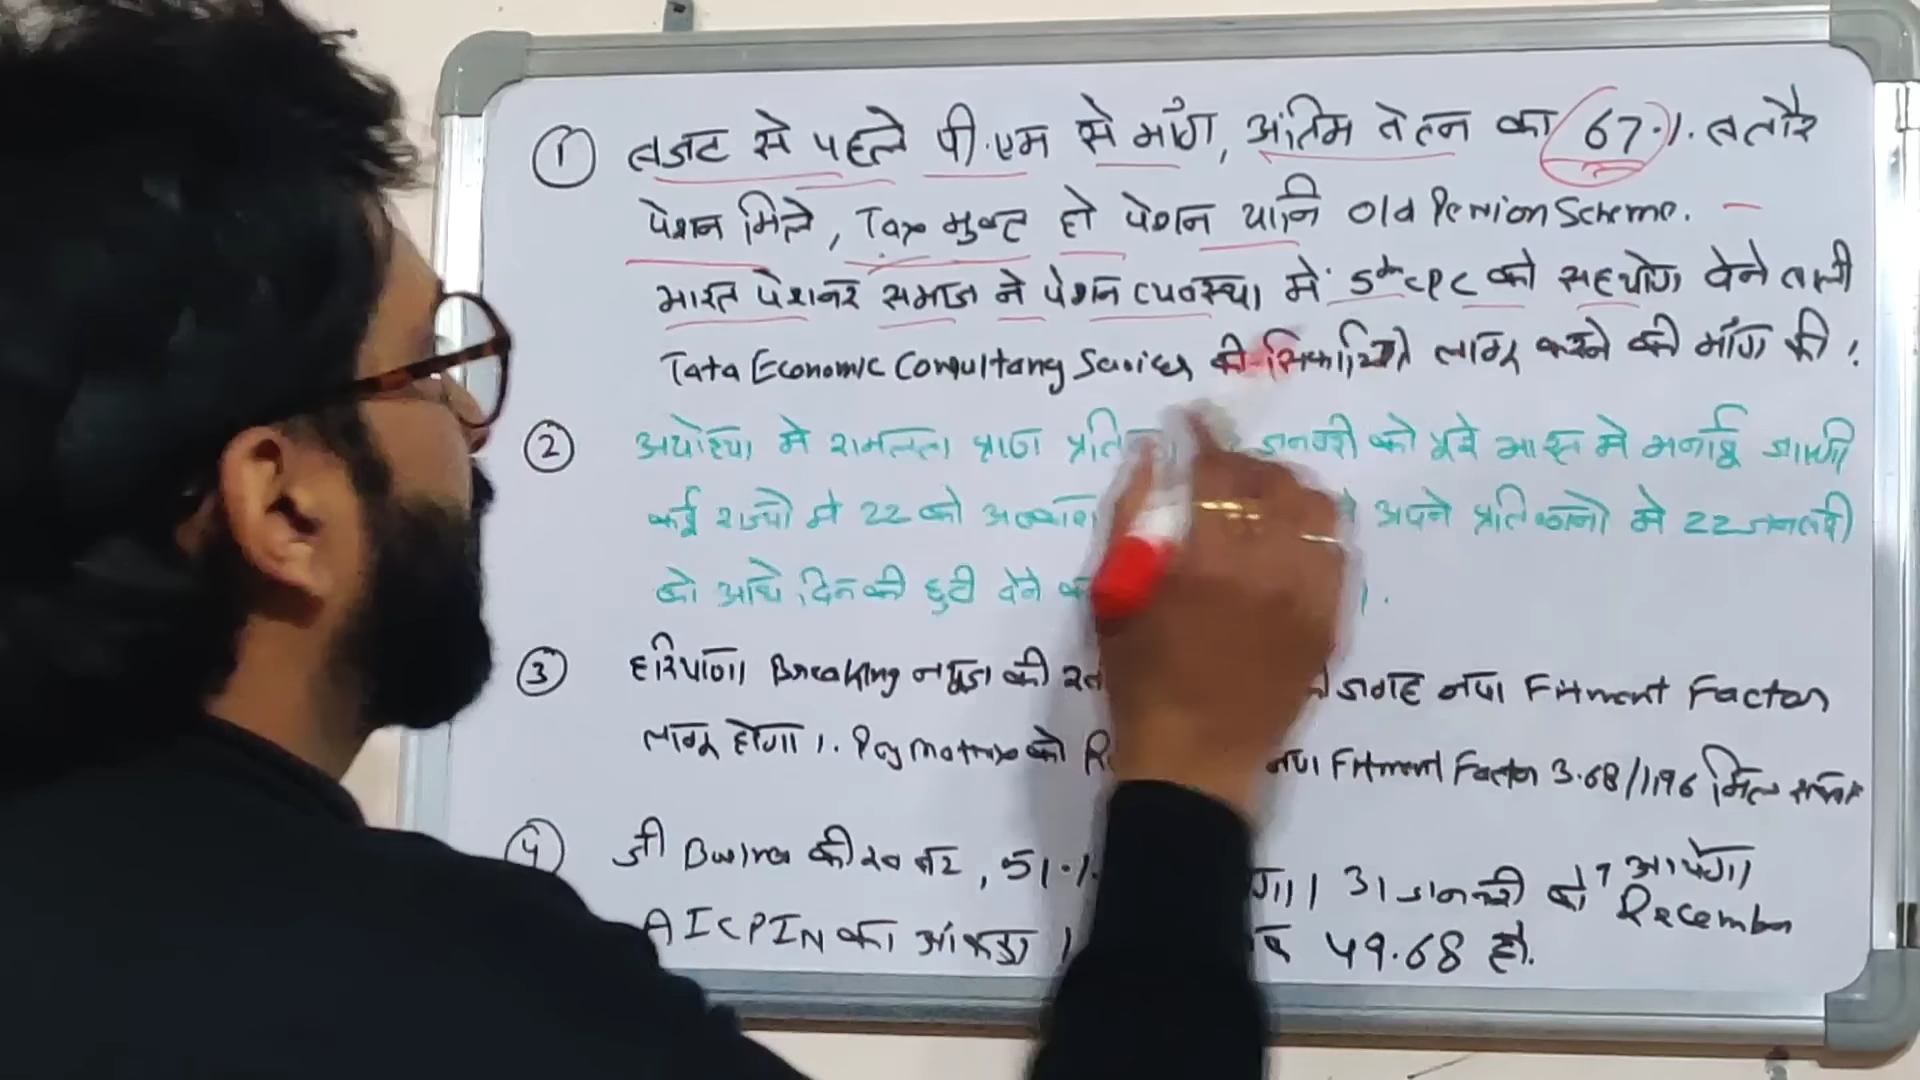 ① बजट से पहले पी.एम से मांग, अंतिम वेतन का 67.1. बतौर
पेंशन मिले, Tax मुक्त हो पेंशन यानि Old Pension Scheme.
भारत पेंशनर समाज ने पेंशन व्यवस्था में 5th CPC को सहयोग देने वाली
Tata Economic Consultancy Services की सिफारिशो लागू करने की मांग की!
② अयोध्या मे रामलला प्राण जनवरी को पूरे भारत मे मनाई जायेगी
कई राज्यो मे 22 को अवकाश अपने प्रतिष्ठानो मे 22 जनवरी
को आधे दिन की छुट्टी देने
③ हरियाणा Breaking न्यूज की जगह नया Fitment Factor
लागू होगा।. Pay Matrix को नया Fitment Factor 3.68/1.96 मिल सकता
④ जी Business की खबर, 51.1. 31 जनवरी को आयेगा
December
AICPIN का आंकडा 49.68 है.